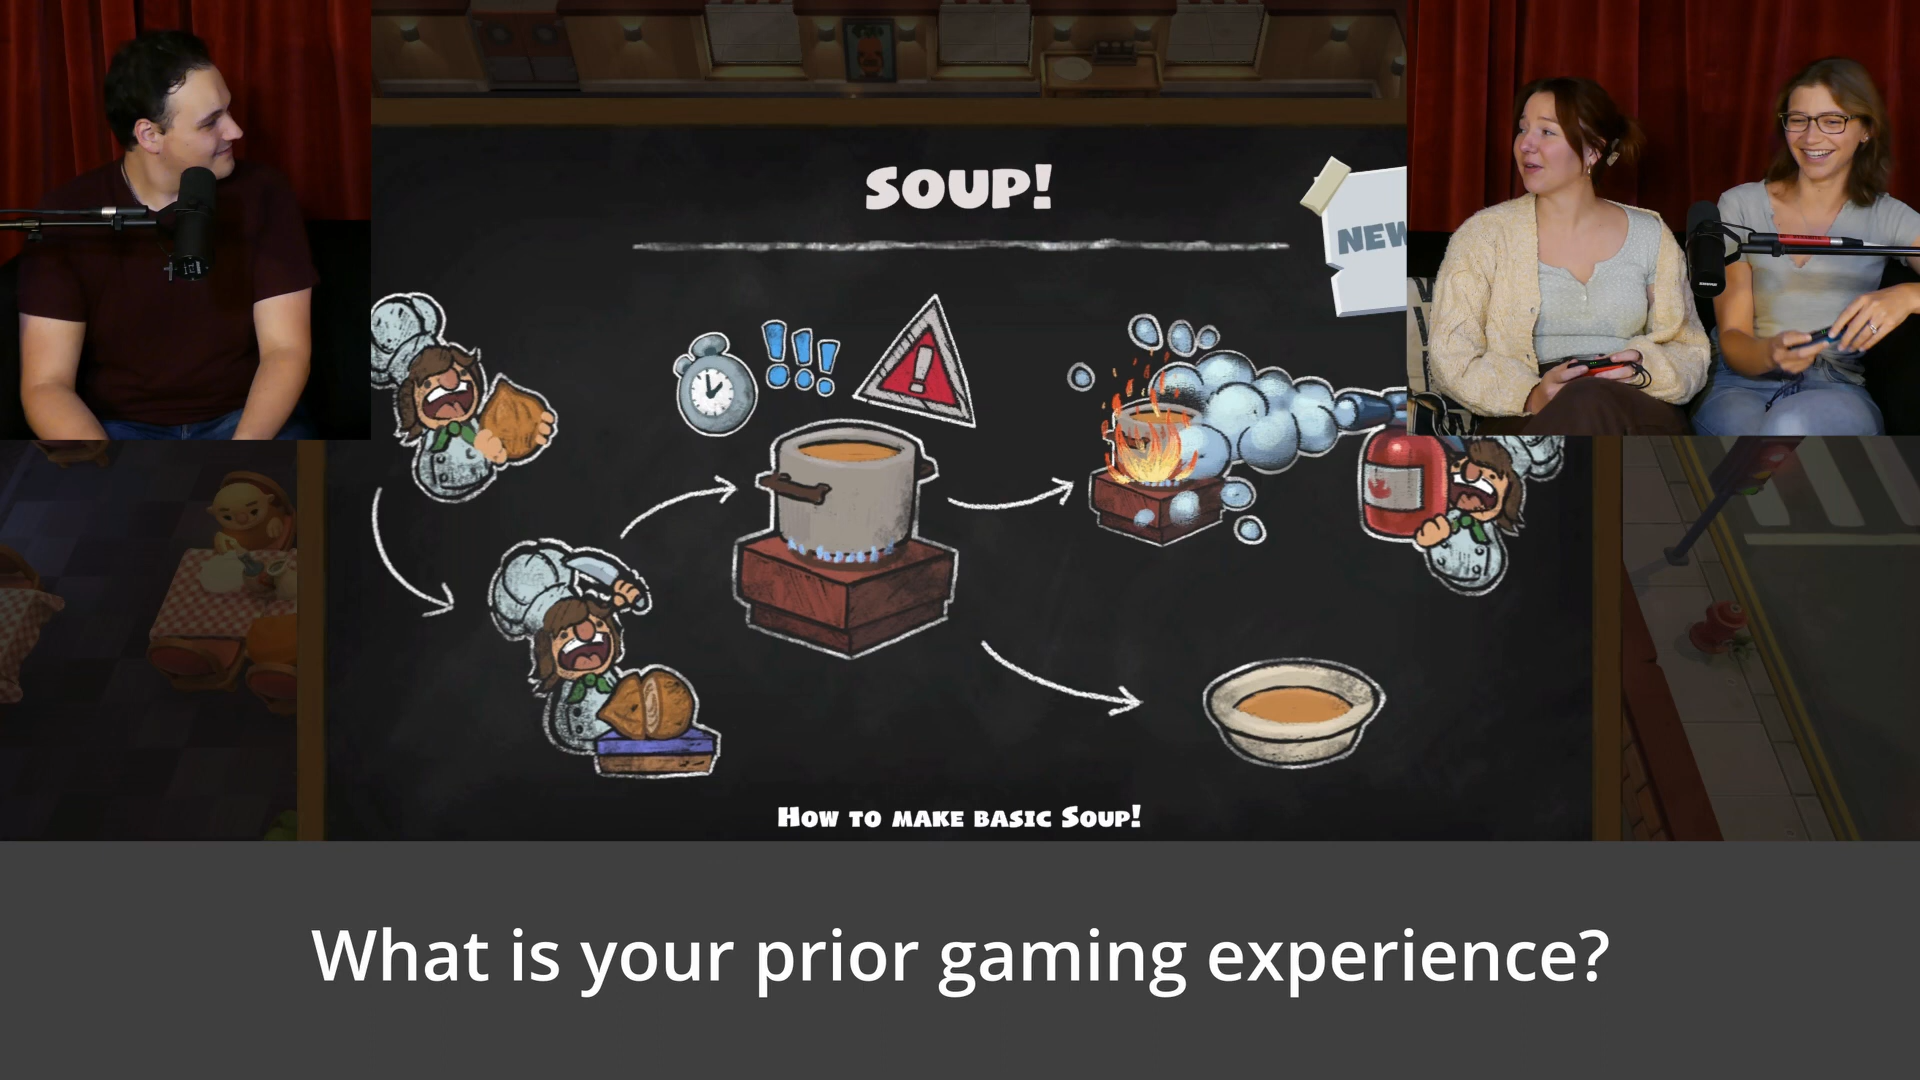 SOUP!
NEW
HOW TO MAKE BASIC SOUP!
What is your prior gaming experience?